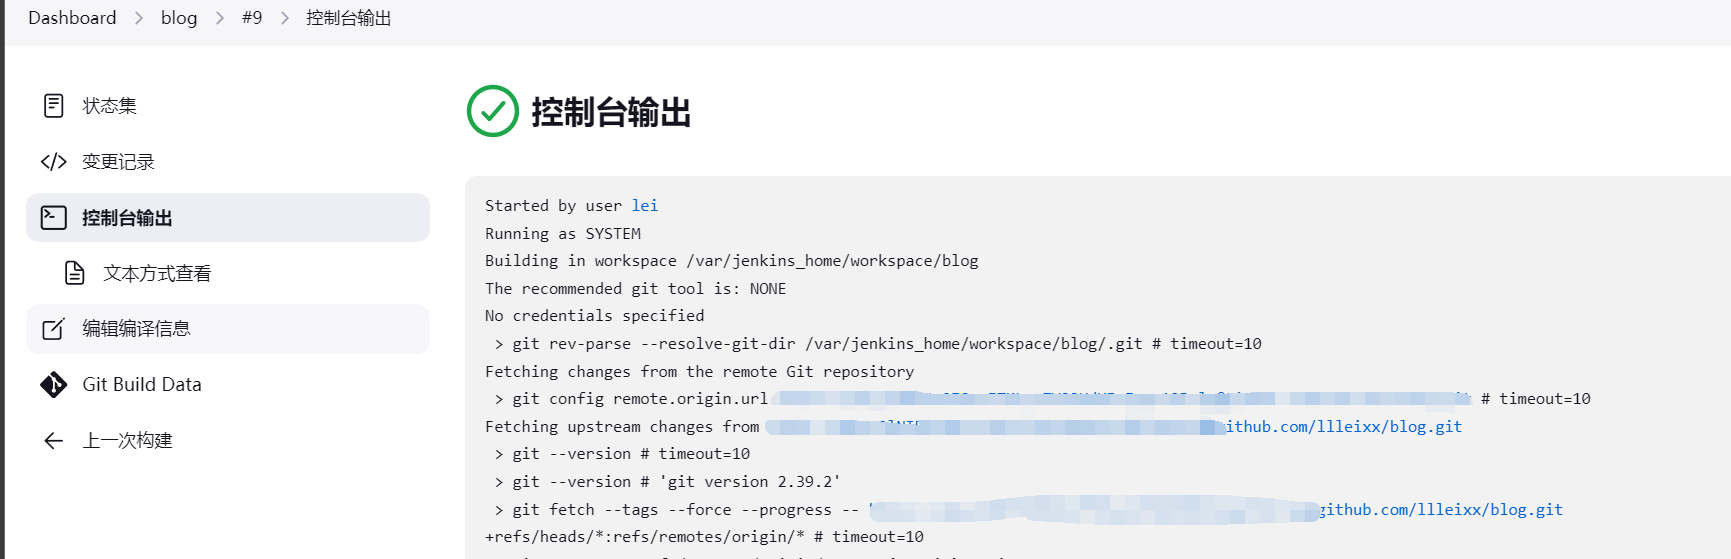 Dashboard > blog > #9 > 控制台输出
状态集
变更记录
控制台输出
文本方式查看
编辑编译信息
Git Build Data
上一次构建
控制台输出
Started by user lei
Running as SYSTEM
Building in workspace /var/jenkins_home/workspace/blog
The recommended git tool is: NONE
No credentials specified
> git rev-parse --resolve-git-dir /var/jenkins_home/workspace/blog/.git # timeout=10
Fetching changes from the remote Git repository
> git config remote.origin.url # timeout=10
Fetching upstream changes from ithub.com/llleixx/blog.git
> git --version # timeout=10
> git --version # 'git version 2.39.2'
> git fetch --tags --force --progress -- github.com/llleixx/blog.git
+refs/heads/*:refs/remotes/origin/* # timeout=10